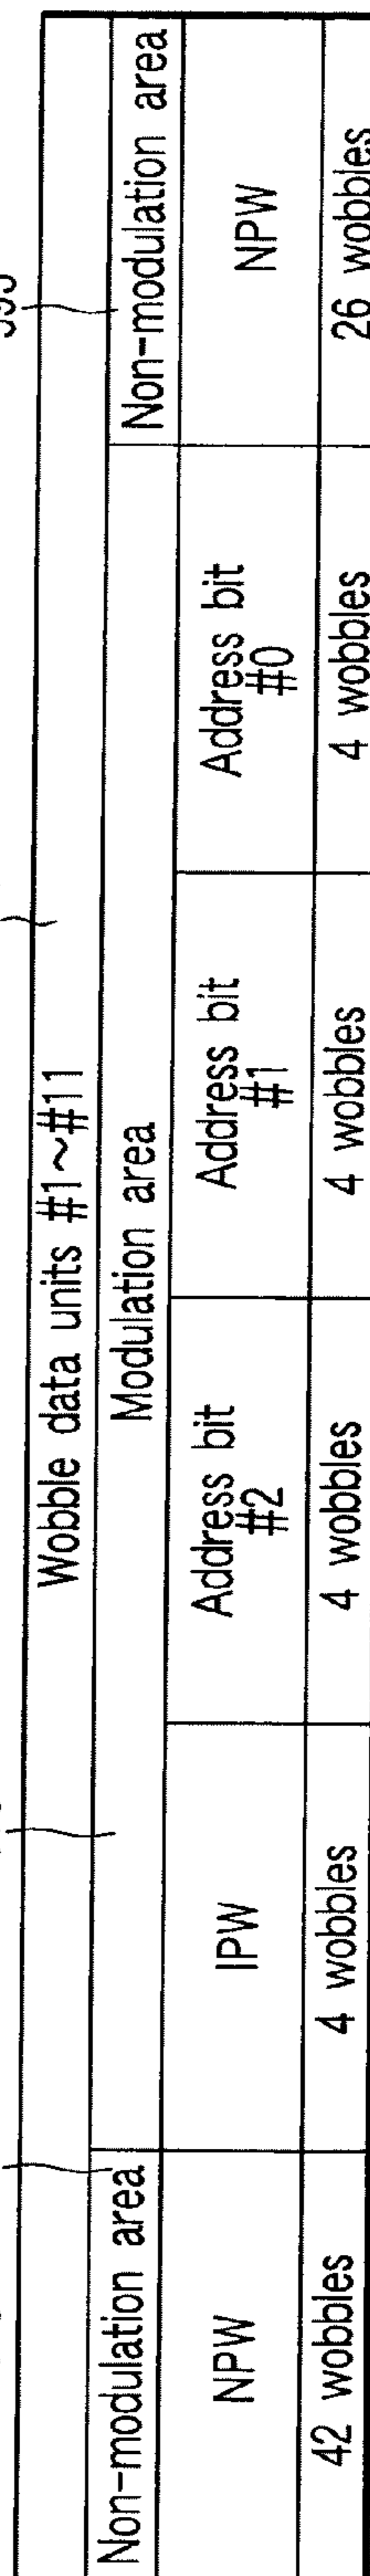 Wobble data units #1~#11
Non-modulation area
Modulation area
Non-modulation area
NPW
IPW
Address bit
#2
Address bit
#1
Address bit
#0
NPW
42 wobbles
4 wobbles
4 wobbles
4 wobbles
4 wobbles
26 wobbles